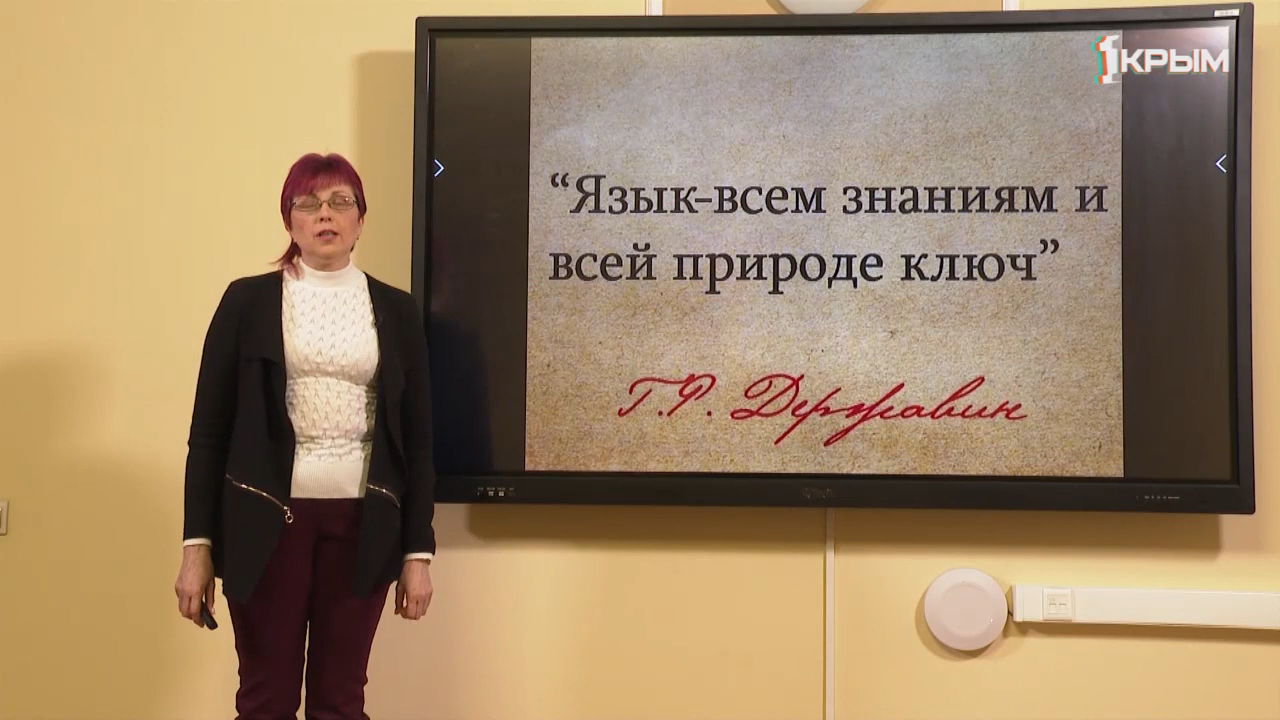 1КРЫМ
“Язык-всем знаниям и
всей природе ключ”
Г.Р. Державин